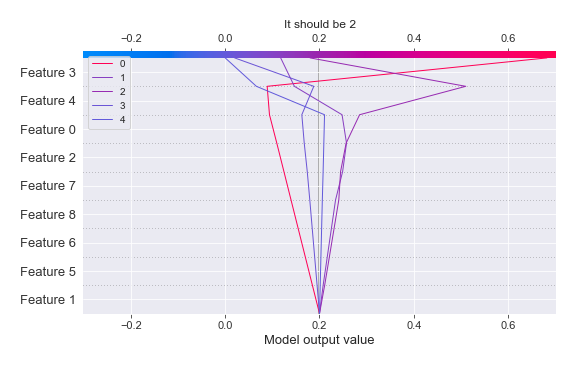 It should be 2
−0.2 0.0 0.2 0.4 0.6
0
1
2
3
4
Feature 3
Feature 4
Feature 0
Feature 2
Feature 7
Feature 8
Feature 6
Feature 5
Feature 1
−0.2 0.0 0.2 0.4 0.6
Model output value